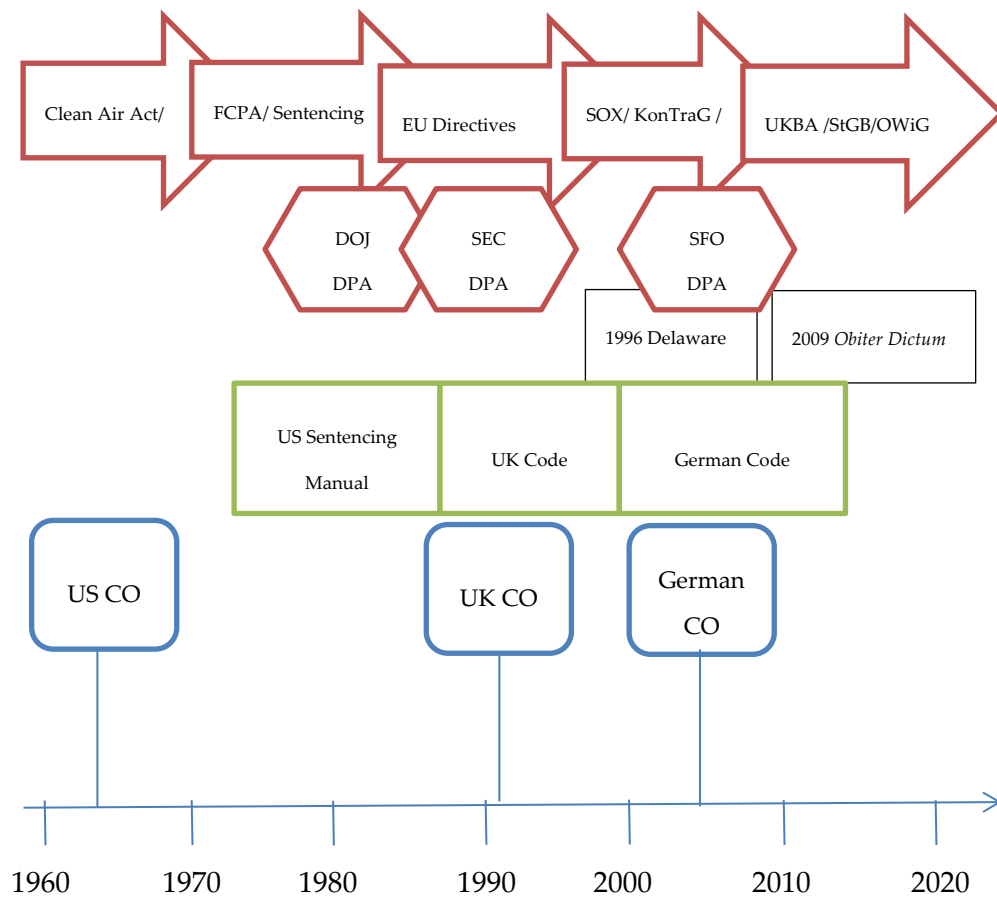 Clean Air Act/
FCPA/ Sentencing
EU Directives
SOX/ KonTraG /
UKBA /StGB/OWiG
DOJ
DPA
SEC
DPA
SFO
DPA
1996 Delaware
2009 Obiter Dictum
US Sentencing
Manual
UK Code
German Code
US CO
UK CO
German
CO
1960
1970
1980
1990
2000
2010
2020